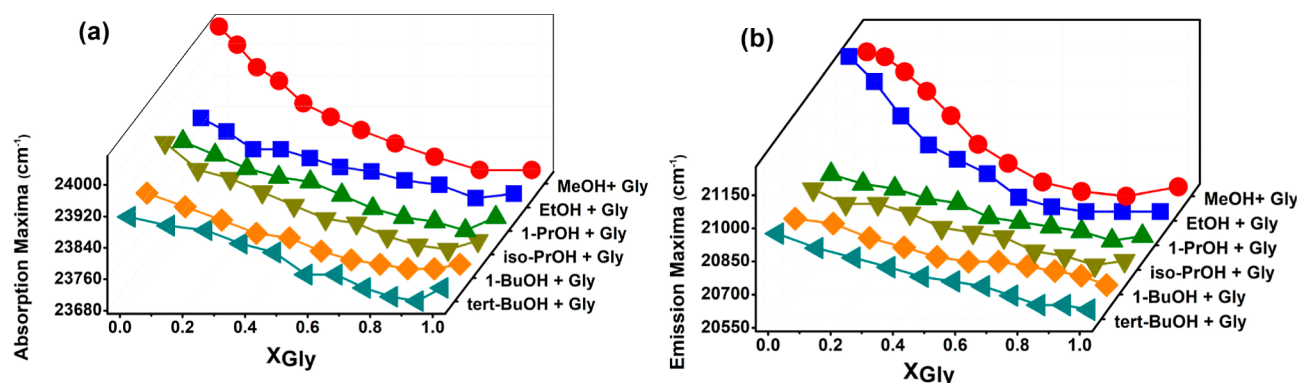 (a)
Absorption Maxima (cm⁻¹)
24000
23920
23840
23760
23680
0.0 0.2 0.4 0.6 0.8 1.0
XGly
MeOH+ Gly
EtOH + Gly
1-PrOH + Gly
iso-PrOH + Gly
1-BuOH + Gly
tert-BuOH + Gly
(b)
Emission Maxima (cm⁻¹)
21150
21000
20850
20700
20550
0.0 0.2 0.4 0.6 0.8 1.0
XGly
MeOH+ Gly
EtOH + Gly
1-PrOH + Gly
iso-PrOH + Gly
1-BuOH + Gly
tert-BuOH + Gly